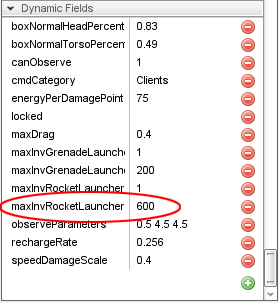 Dynamic Fields
boxNormalHeadPercent 0.83
boxNormalTorsoPercen 0.49
canObserve 1
cmdCategory Clients
energyPerDamagePoint 75
locked
maxDrag 0.4
maxInvGrenadeLaunche 1
maxInvGrenadeLaunche 200
maxInvRocketLauncher 1
maxInvRocketLauncher 600
observeParameters 0.5 4.5 4.5
rechargeRate 0.256
speedDamageScale 0.4